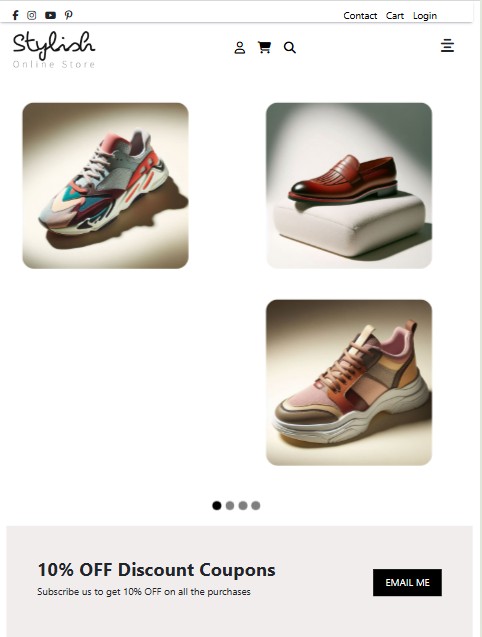 Contact Cart Login
Stylish
Online Store
10% OFF Discount Coupons
Subscribe us to get 10% OFF on all the purchases
EMAIL ME